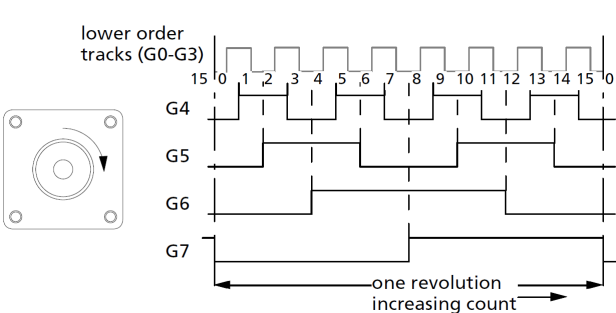 lower order
tracks (G0-G3)
15 0 1 2 3 4 5 6 7 8 9 10 11 12 13 14 15 0
G4
G5
G6
G7
one revolution
increasing count